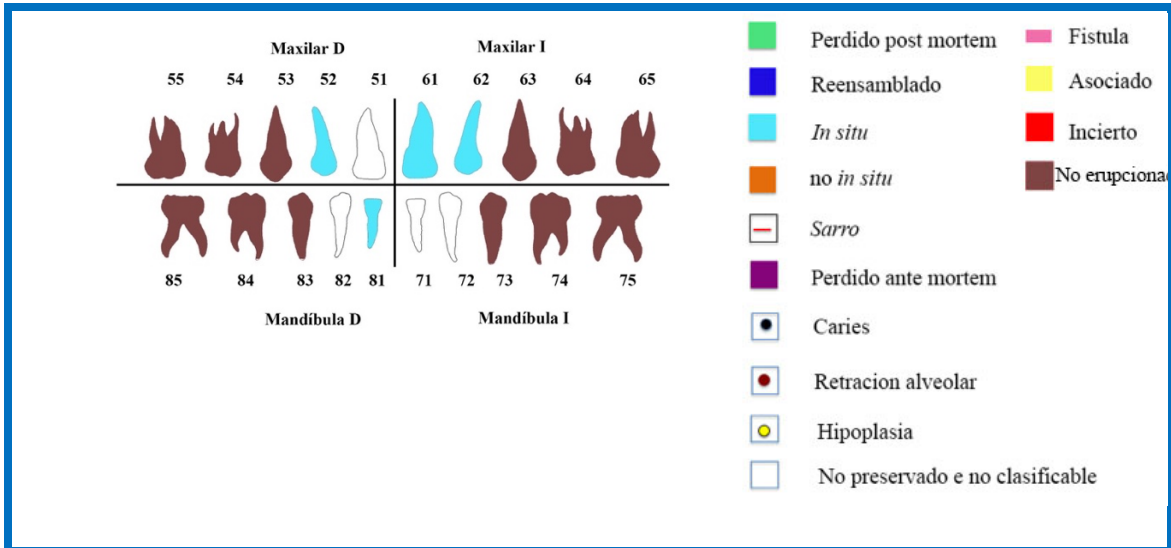 Maxilar D Maxilar I
55 54 53 52 51 61 62 63 64 65
85 84 83 82 81 71 72 73 74 75
Mandíbula D Mandíbula I
Perdido post mortem
Reensamblado
In situ
no in situ
Sarro
Perdido ante mortem
Caries
Retracion alveolar
Hipoplasia
No preservado e no clasificable
Fistula
Asociado
Incierto
No erupcionad